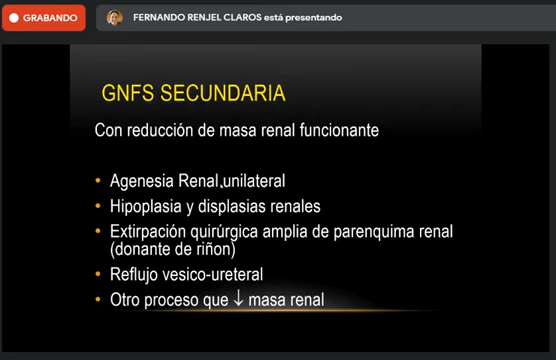 GRABANDO
FERNANDO RENJEL CLAROS está presentando
GNFS SECUNDARIA
Con reducción de masa renal funcionante
• Agenesia Renal unilateral
• Hipoplasia y displasias renales
• Extirpación quirúrgica amplia de parenquima renal
(donante de riñon)
• Reflujo vesico-ureteral
• Otro proceso que ↓ masa renal